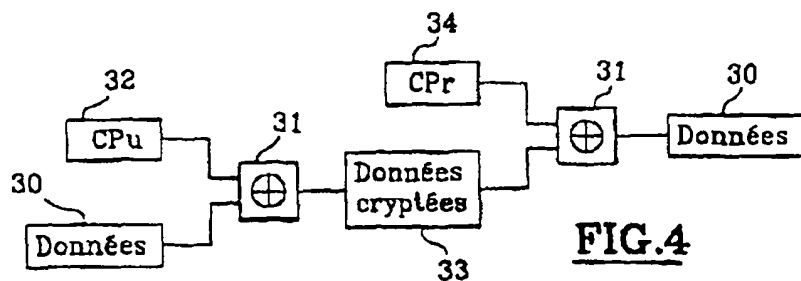 34
CPr
31
30
Données
32
CPu
31
30
Données
Données
cryptées
33
FIG.4